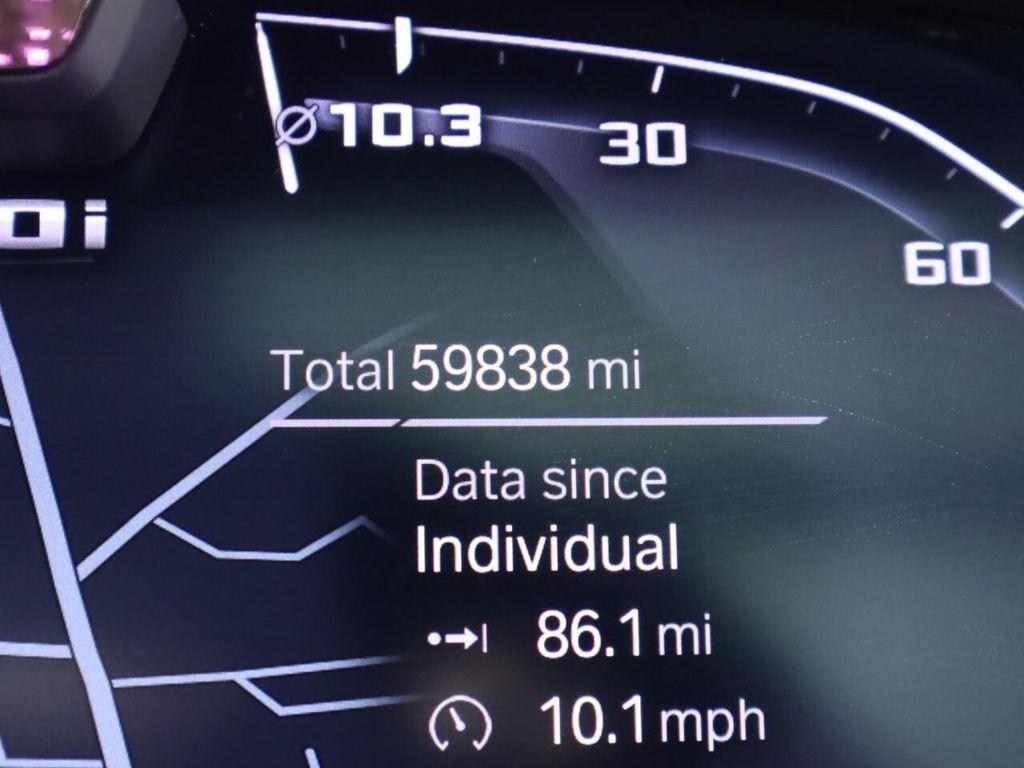 ⌀10.3
30
0i
60
Total 59838 mi
Data since
Individual
86.1 mi
10.1 mph